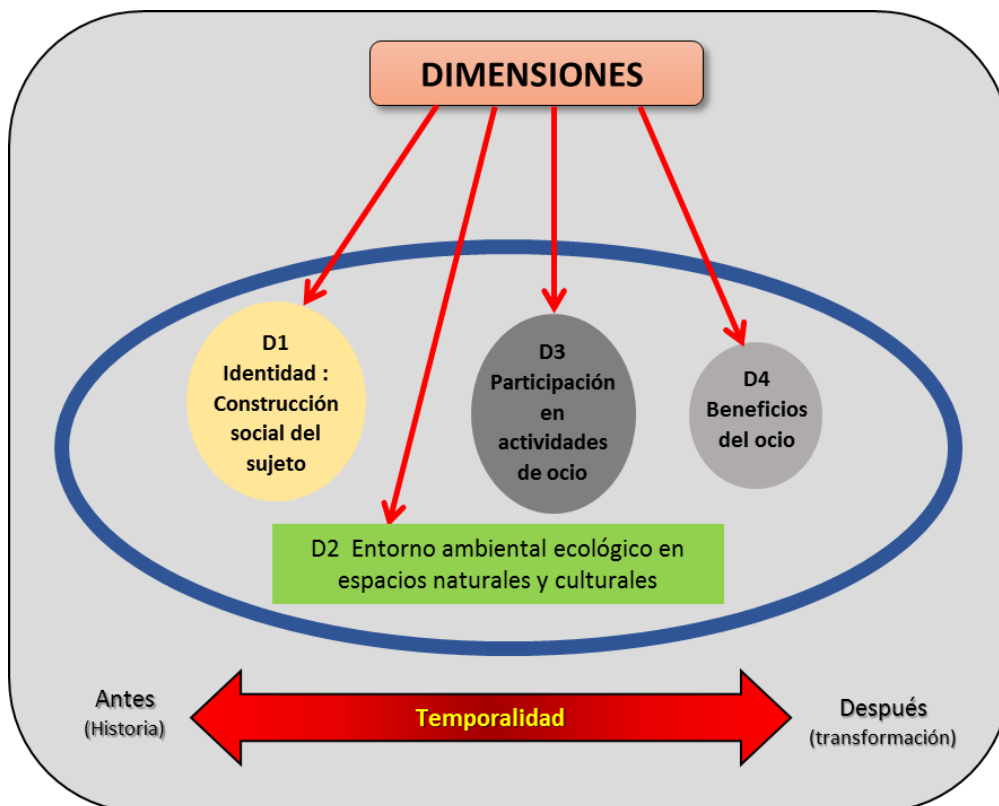 DIMENSIONES
D1
Identidad :
Construcción
social del
sujeto
D3
Participación
en
actividades
de ocio
D4
Beneficios
del ocio
D2 Entorno ambiental ecológico en
espacios naturales y culturales
Antes
(Historia)
Temporalidad
Después
(transformación)